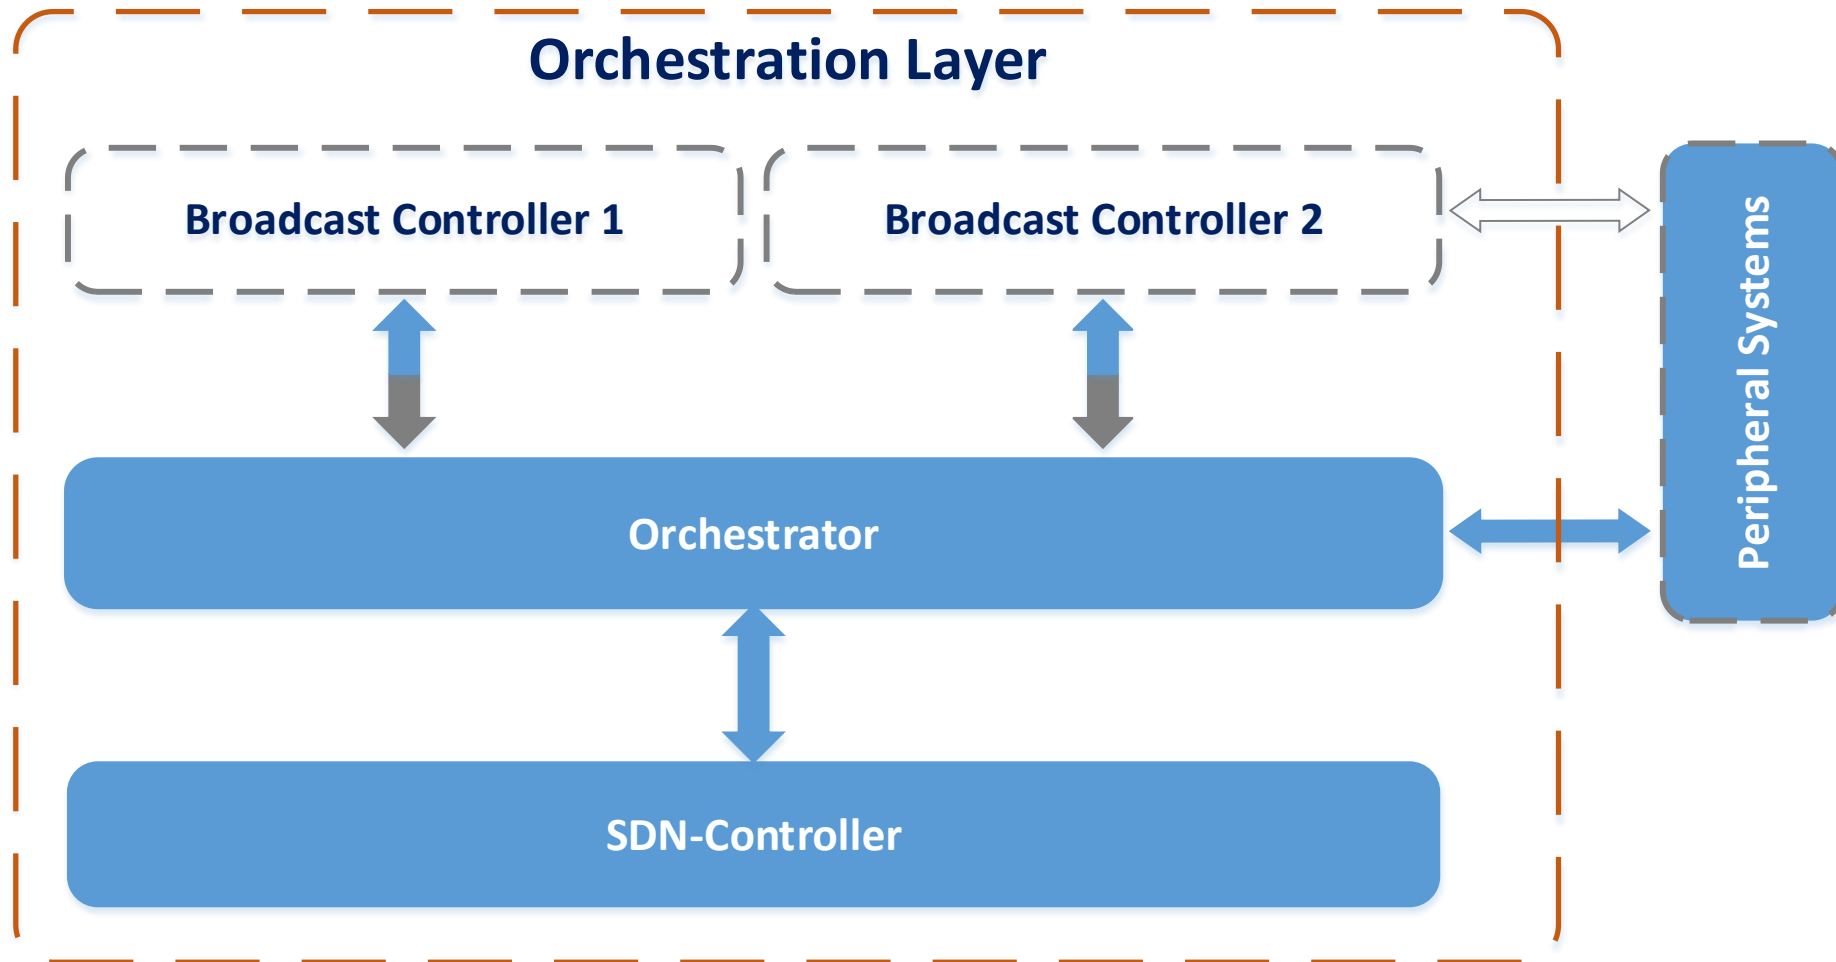 Orchestration Layer
Broadcast Controller 1
Broadcast Controller 2
Peripheral Systems
Orchestrator
SDN-Controller